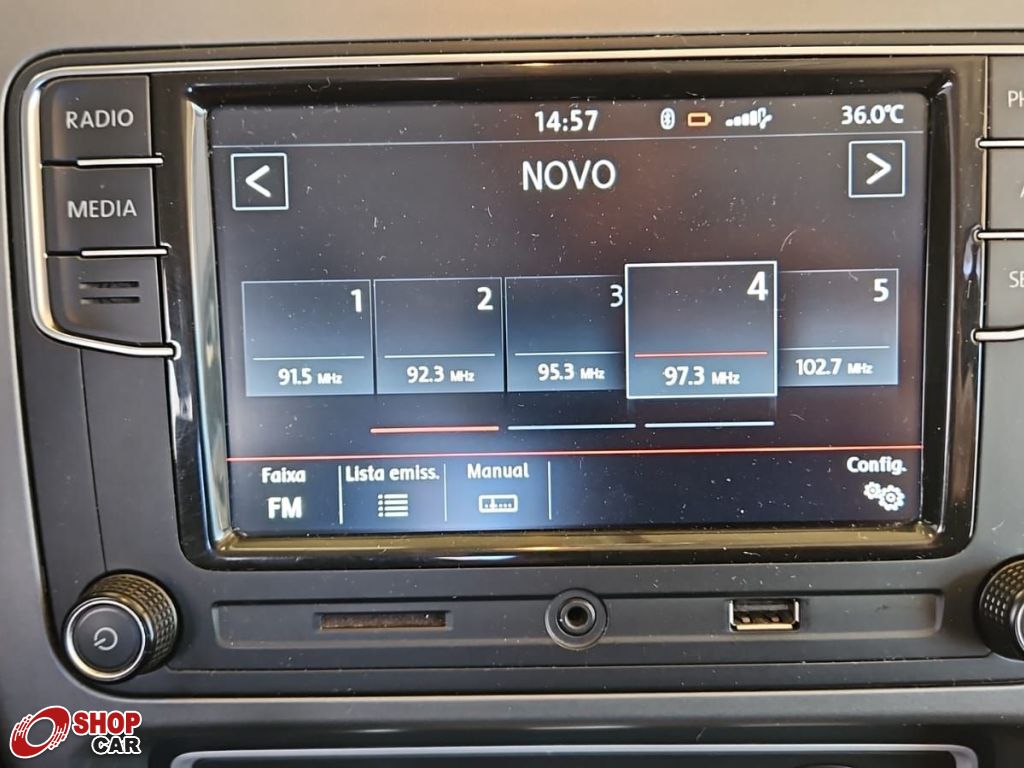 RADIO
MEDIA
14:57
36.0°C
<
NOVO
>
1
2
3
4
5
91.5 MHz
92.3 MHz
95.3 MHz
97.3 MHz
102.7 MHz
Faixa
FM
Lista emiss.
Manual
Config.
SHOP
CAR